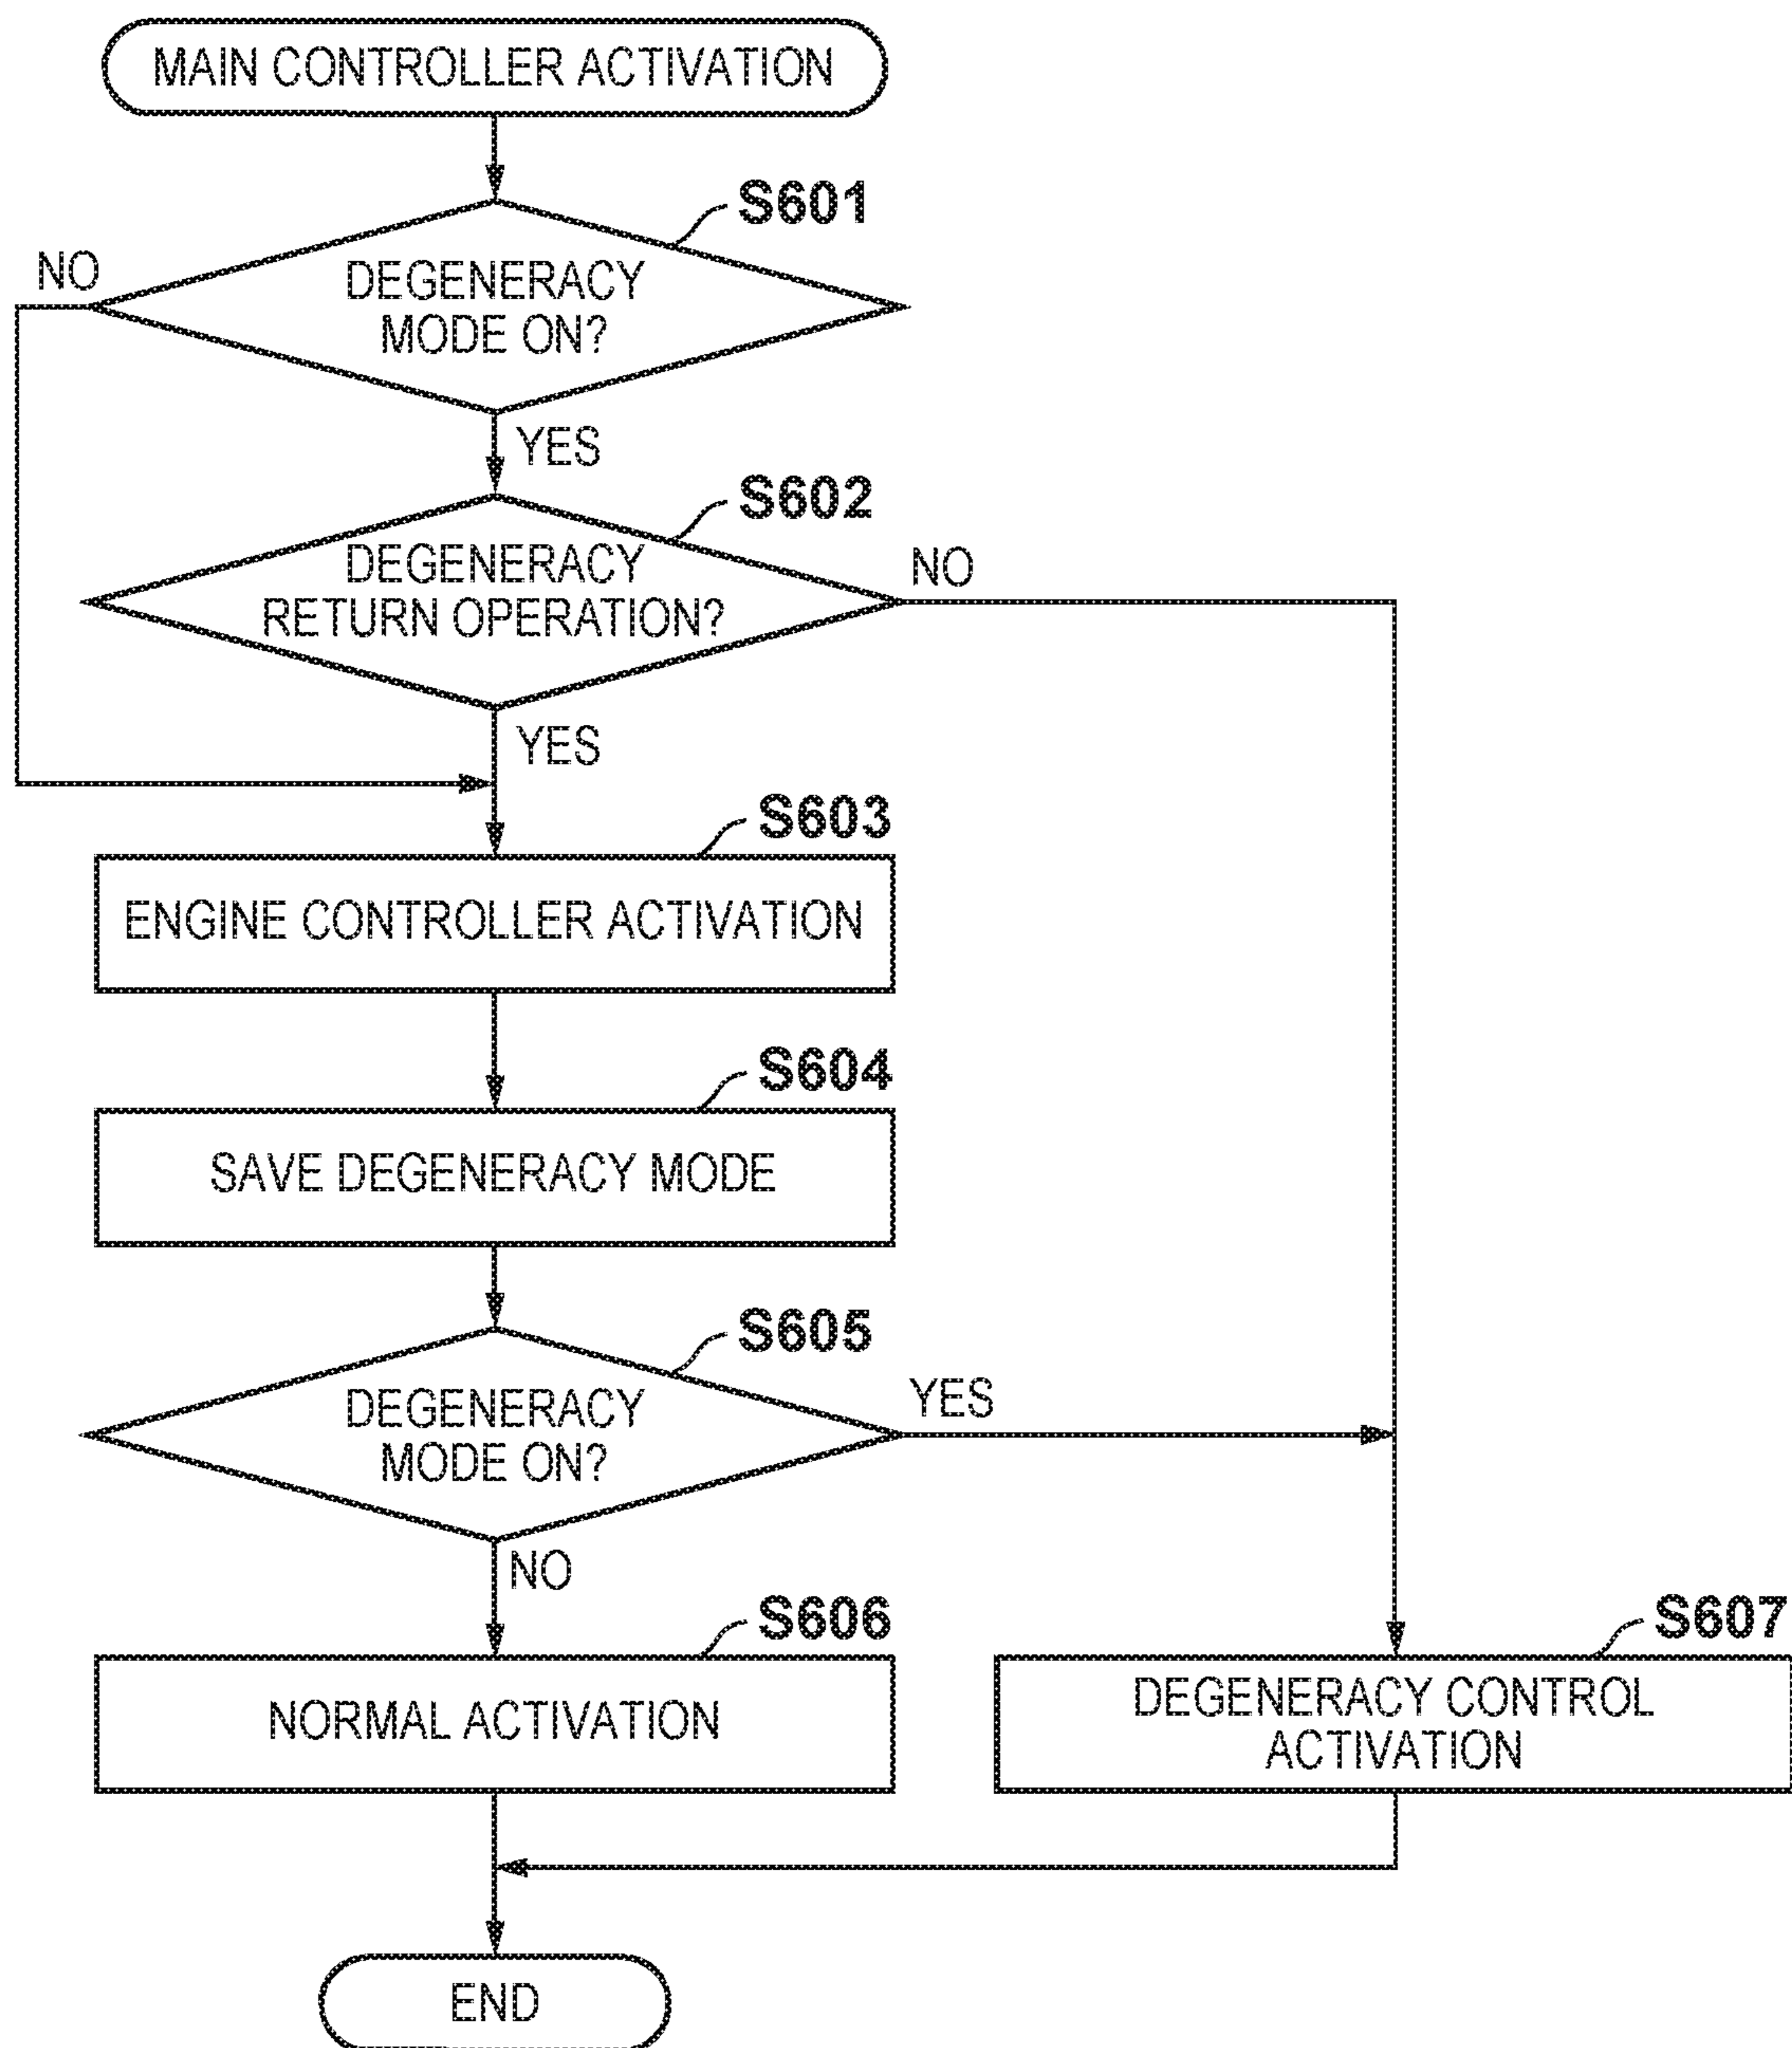 MAIN CONTROLLER ACTIVATION
S601
NO
DEGENERACY
MODE ON?
YES
S602
DEGENERACY
RETURN OPERATION?
NO
YES
S603
ENGINE CONTROLLER ACTIVATION
S604
SAVE DEGENERACY MODE
S605
DEGENERACY
MODE ON?
YES
NO
S606
NORMAL ACTIVATION
S607
DEGENERACY CONTROL
ACTIVATION
END